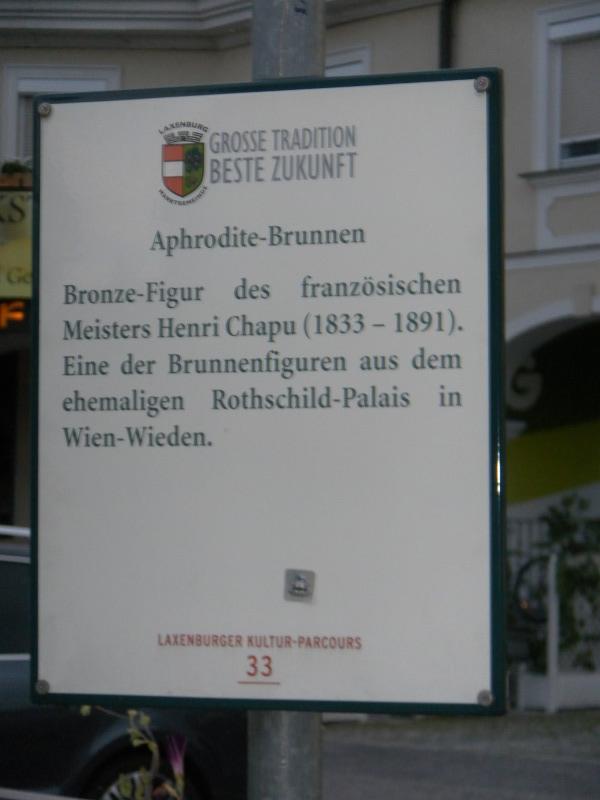 LAXENBURG
GROSSE TRADITION
BESTE ZUKUNFT
MARKTGEMEINDE
Aphrodite-Brunnen
Bronze-Figur des französischen
Meisters Henri Chapu (1833 – 1891).
Eine der Brunnenfiguren aus dem
ehemaligen Rothschild-Palais in
Wien-Wieden.
LAXENBURGER KULTUR-PARCOURS
33